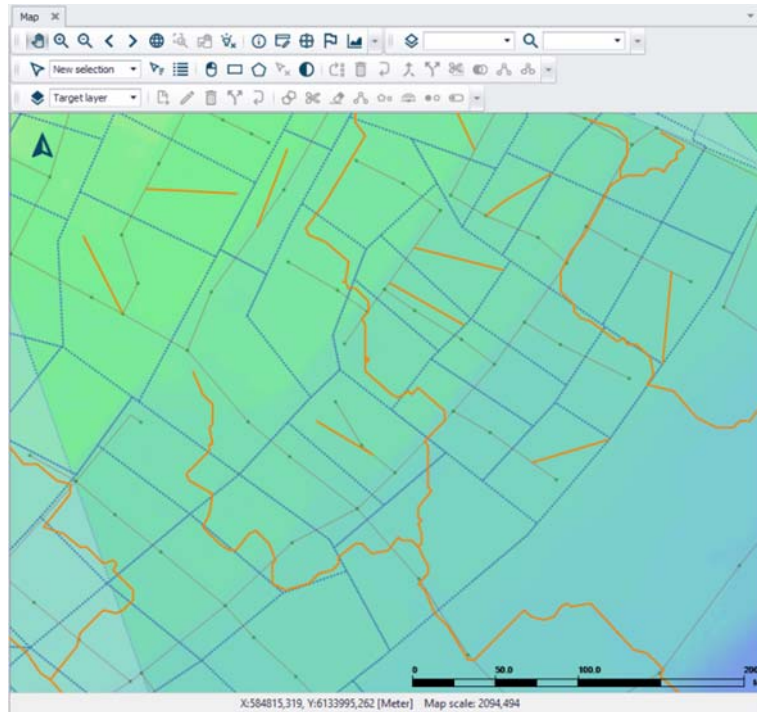 Map
New selection
Target layer
0 50.0 100.0 200
X:584815,319, Y:6133995,262 [Meter] Map scale: 2094,494